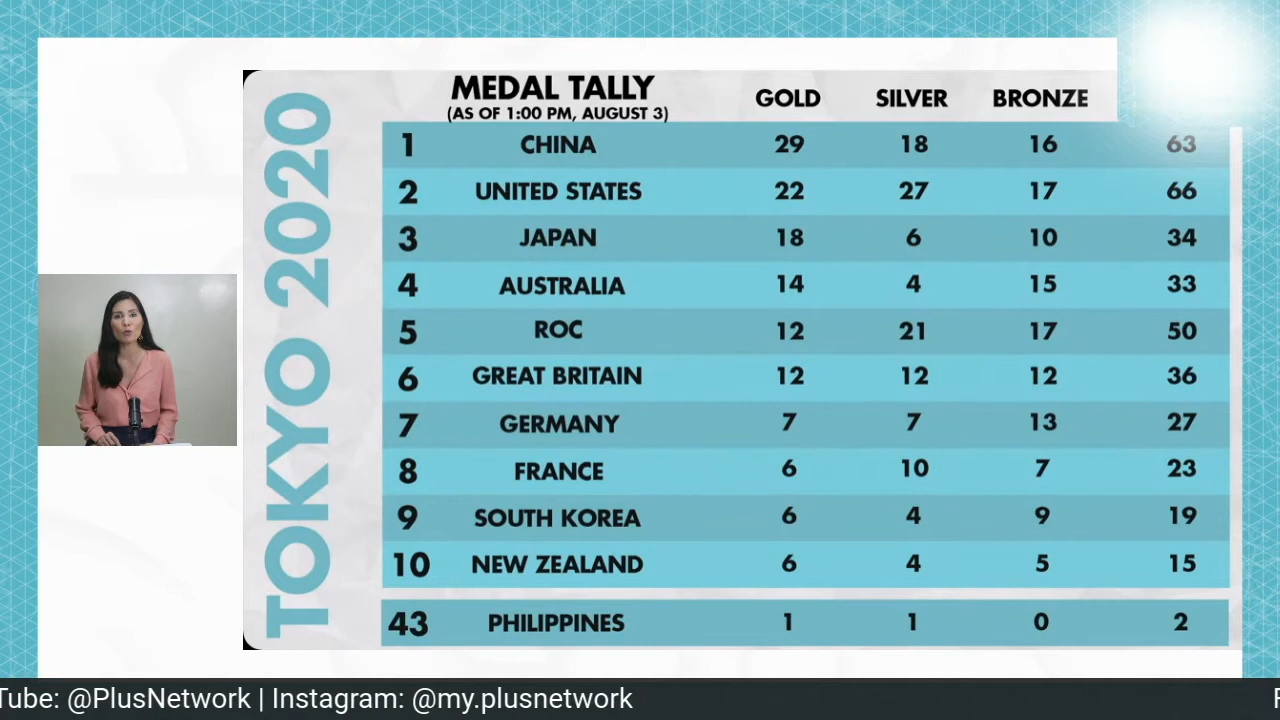 TOKYO 2020
MEDAL TALLY
(AS OF 1:00 PM, AUGUST 3)
GOLD SILVER BRONZE
1 CHINA 29 18 16 63
2 UNITED STATES 22 27 17 66
3 JAPAN 18 6 10 34
4 AUSTRALIA 14 4 15 33
5 ROC 12 21 17 50
6 GREAT BRITAIN 12 12 12 36
7 GERMANY 7 7 13 27
8 FRANCE 6 10 7 23
9 SOUTH KOREA 6 4 9 19
10 NEW ZEALAND 6 4 5 15
43 PHILIPPINES 1 1 0 2
Tube: @PlusNetwork | Instagram: @my.plusnetwork